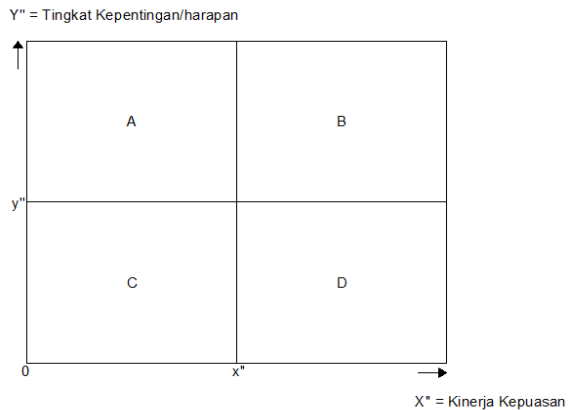 Y" = Tingkat Kepentingan/harapan
A
B
y"
C
D
0
x"
X" = Kinerja Kepuasan